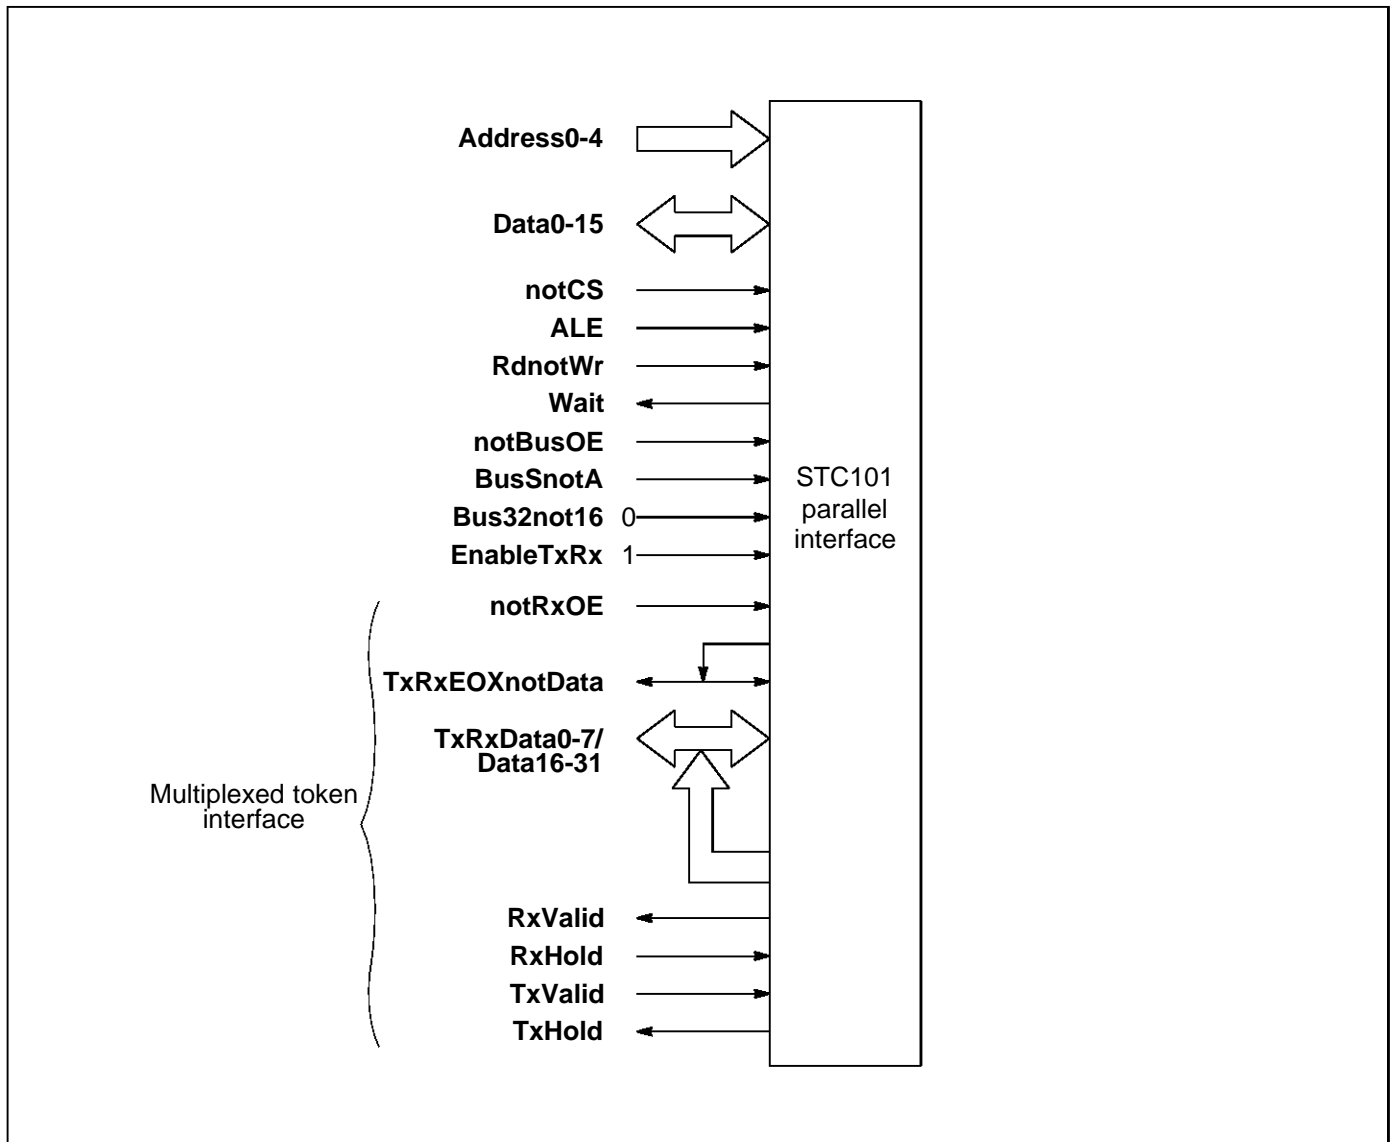 Address0-4
Data0-15
notCS
ALE
RdnotWr
Wait
notBusOE
BusSnotA
Bus32not16 0
EnableTxRx 1
STC101
parallel
interface
notRxOE
TxRxEOXnotData
TxRxData0-7/
Data16-31
Multiplexed token
interface
RxValid
RxHold
TxValid
TxHold